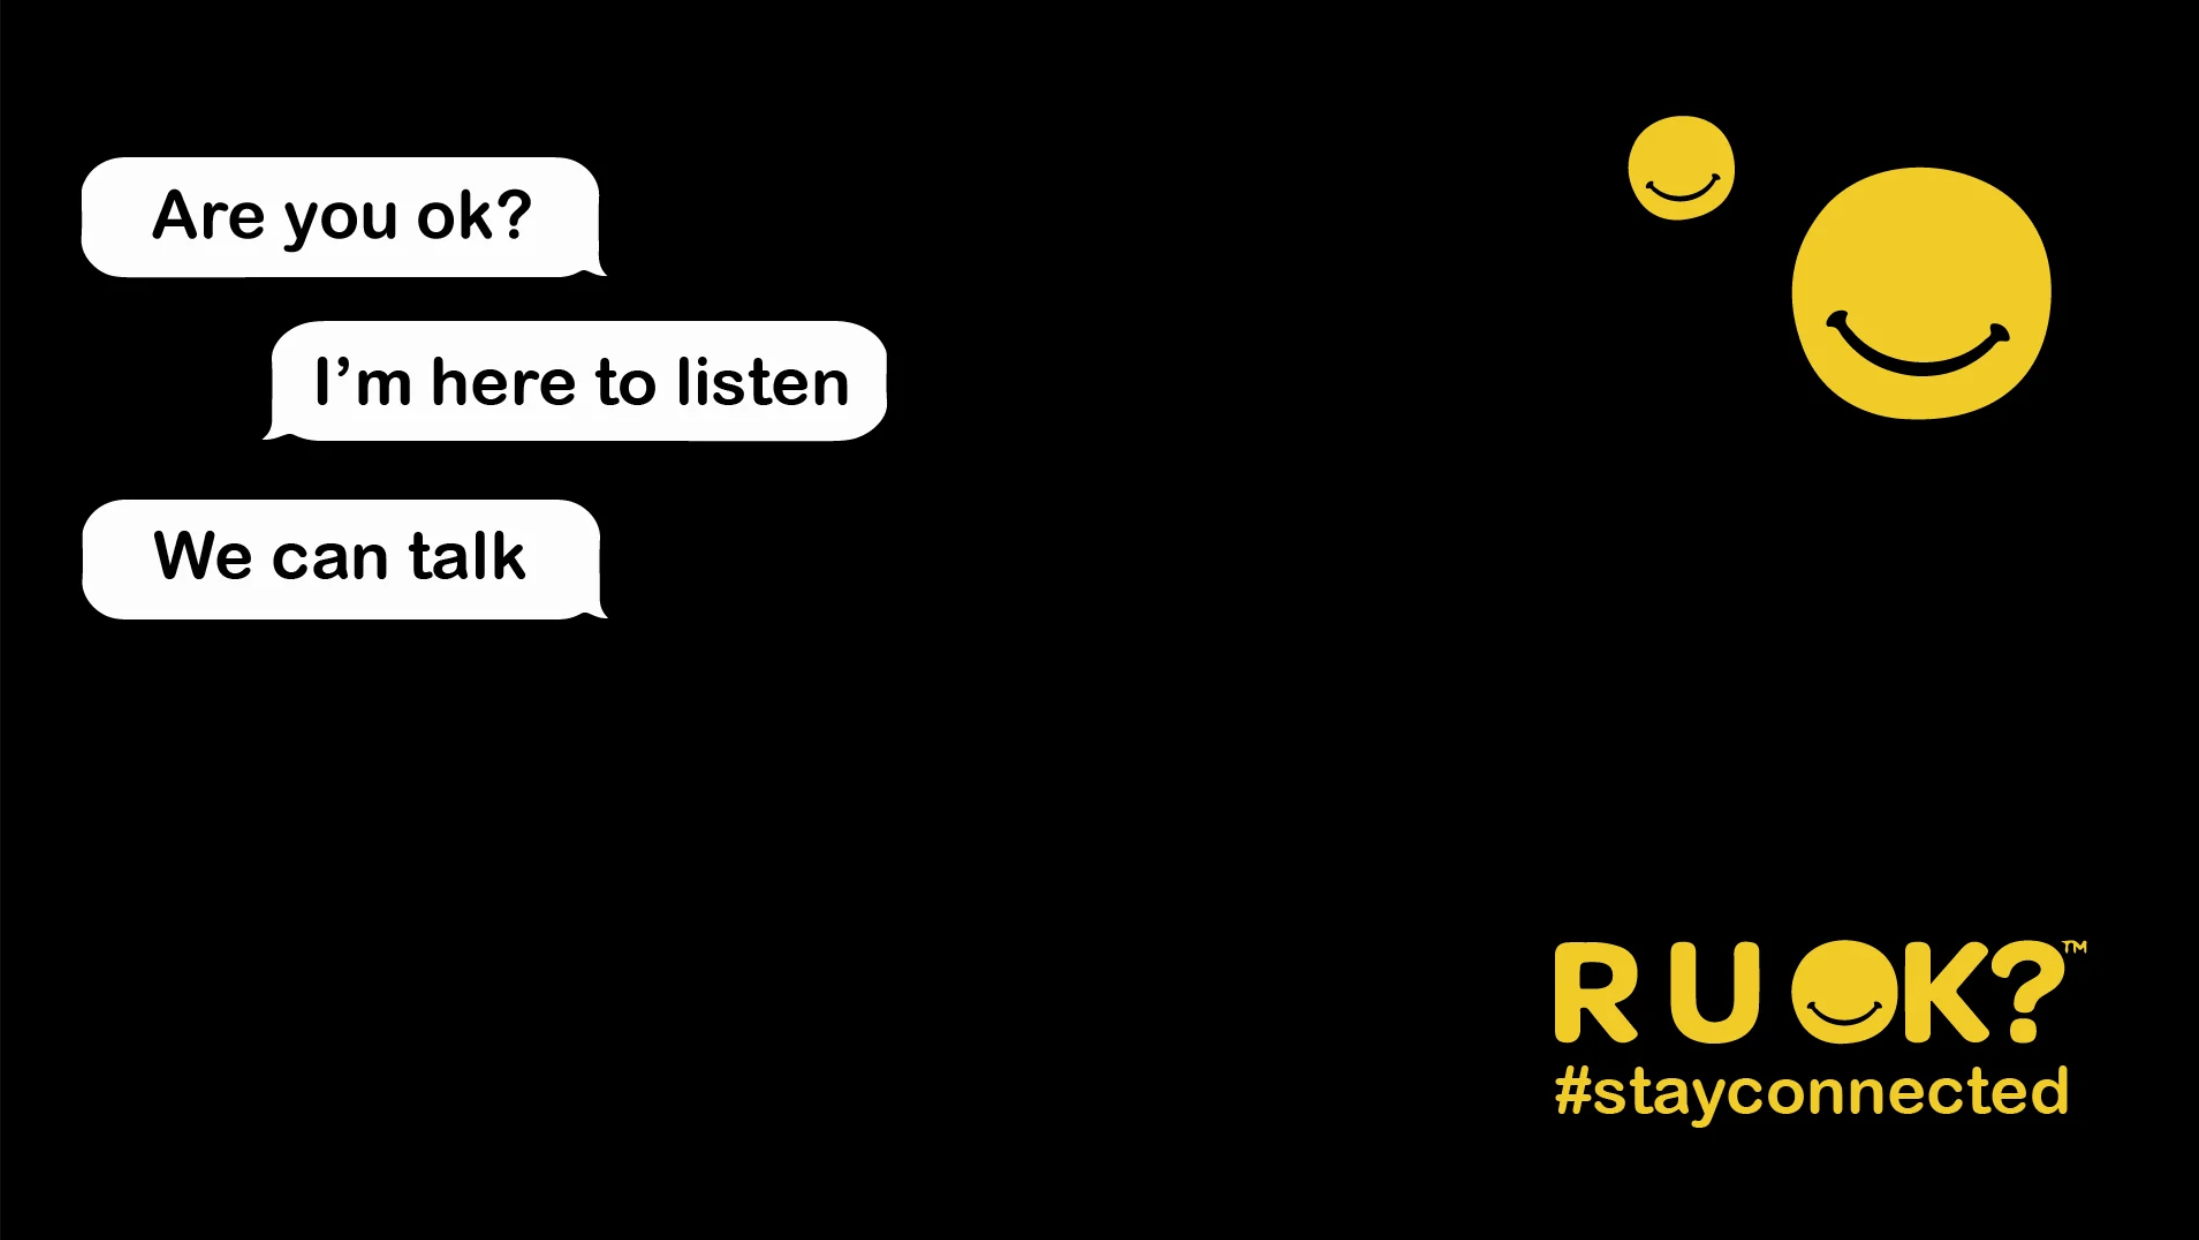 Are you ok?
I'm here to listen
We can talk
R U OK?™
#stayconnected